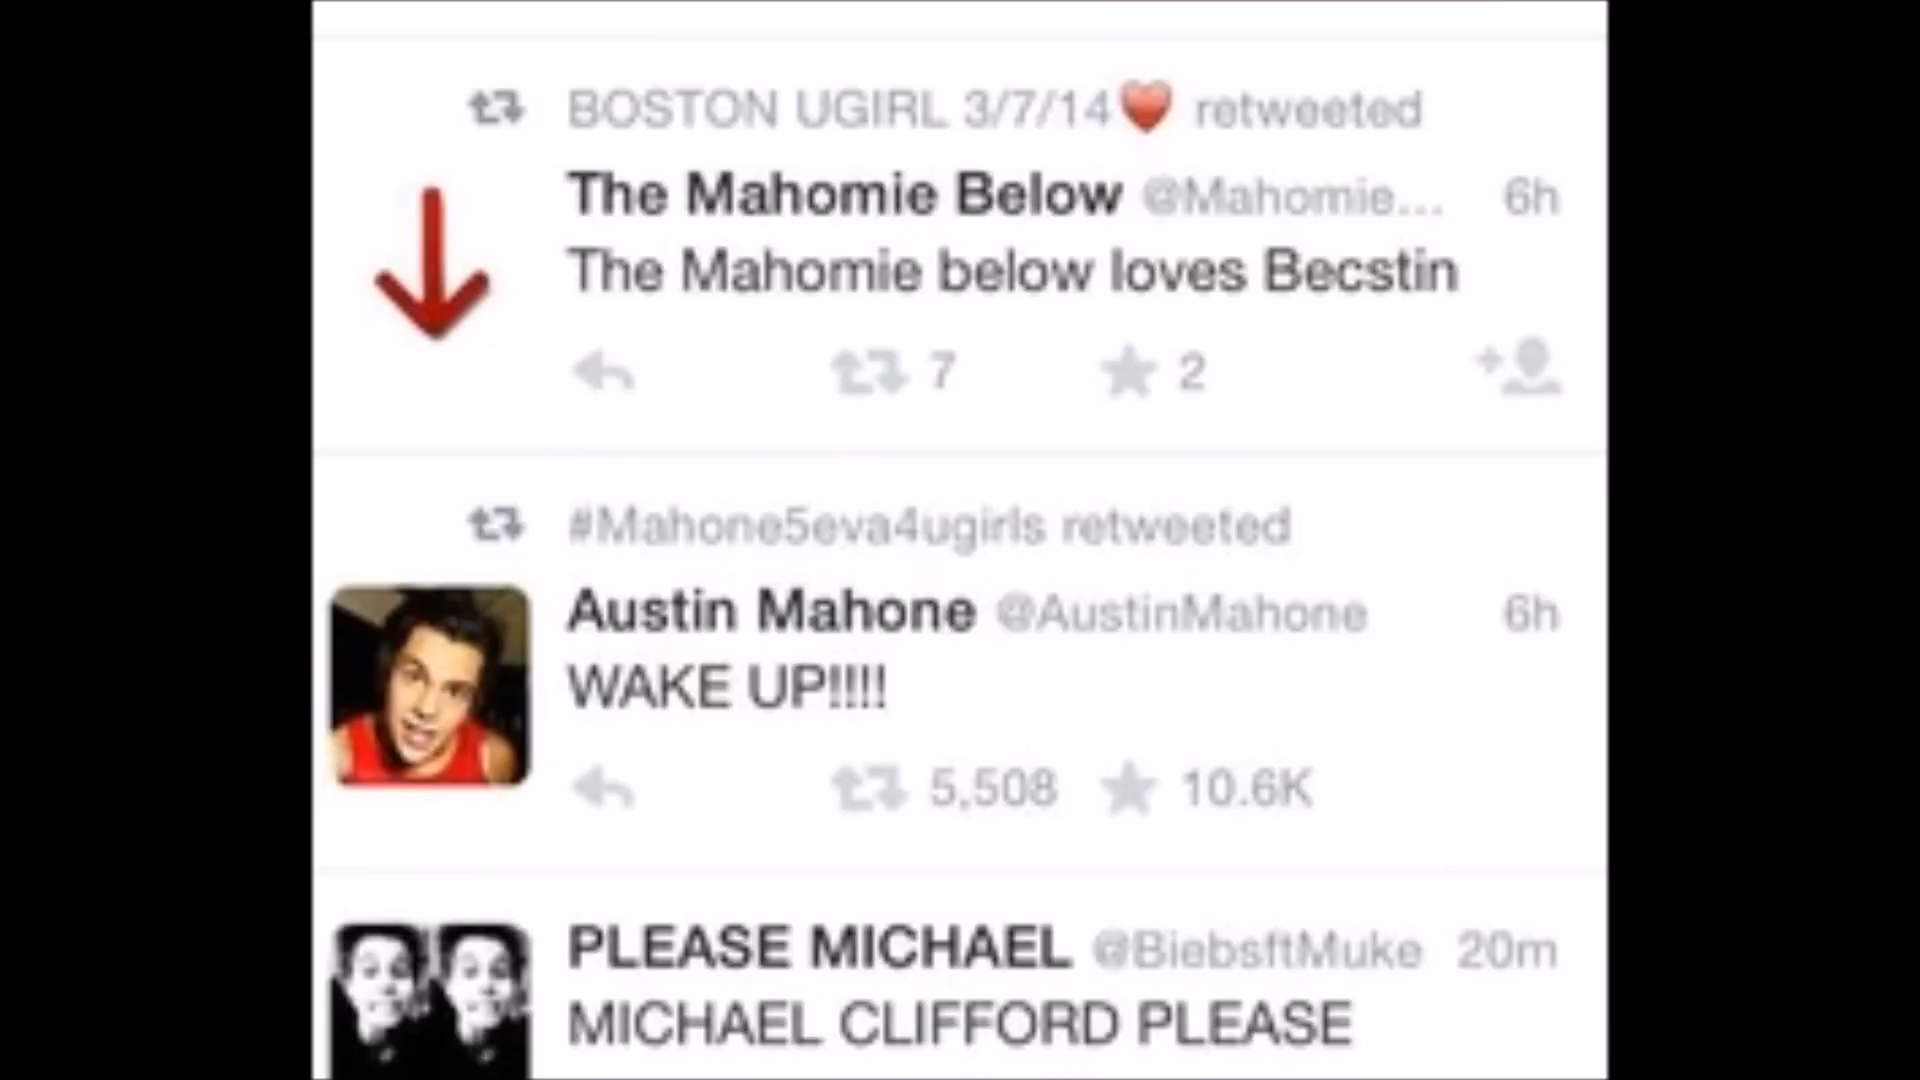 BOSTON UGIRL 3/7/14❤️ retweeted
The Mahomie Below @Mahomie... 6h
The Mahomie below loves Becstin
7 2
#Mahone5eva4ugirls retweeted
Austin Mahone @AustinMahone 6h
WAKE UP!!!!
5,508 10.6K
PLEASE MICHAEL @BiebsftMuke 20m
MICHAEL CLIFFORD PLEASE